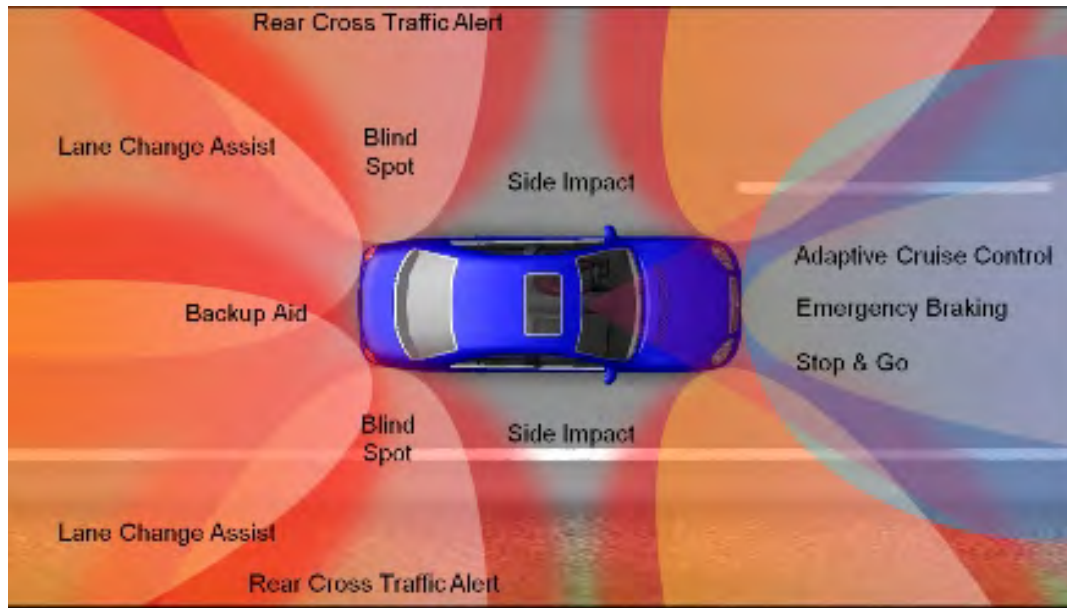 Rear Cross Traffic Alert
Lane Change Assist
Blind
Spot
Side Impact
Adaptive Cruise Control
Backup Aid
Emergency Braking
Stop & Go
Blind
Spot
Side Impact
Lane Change Assist
Rear Cross Traffic Alert